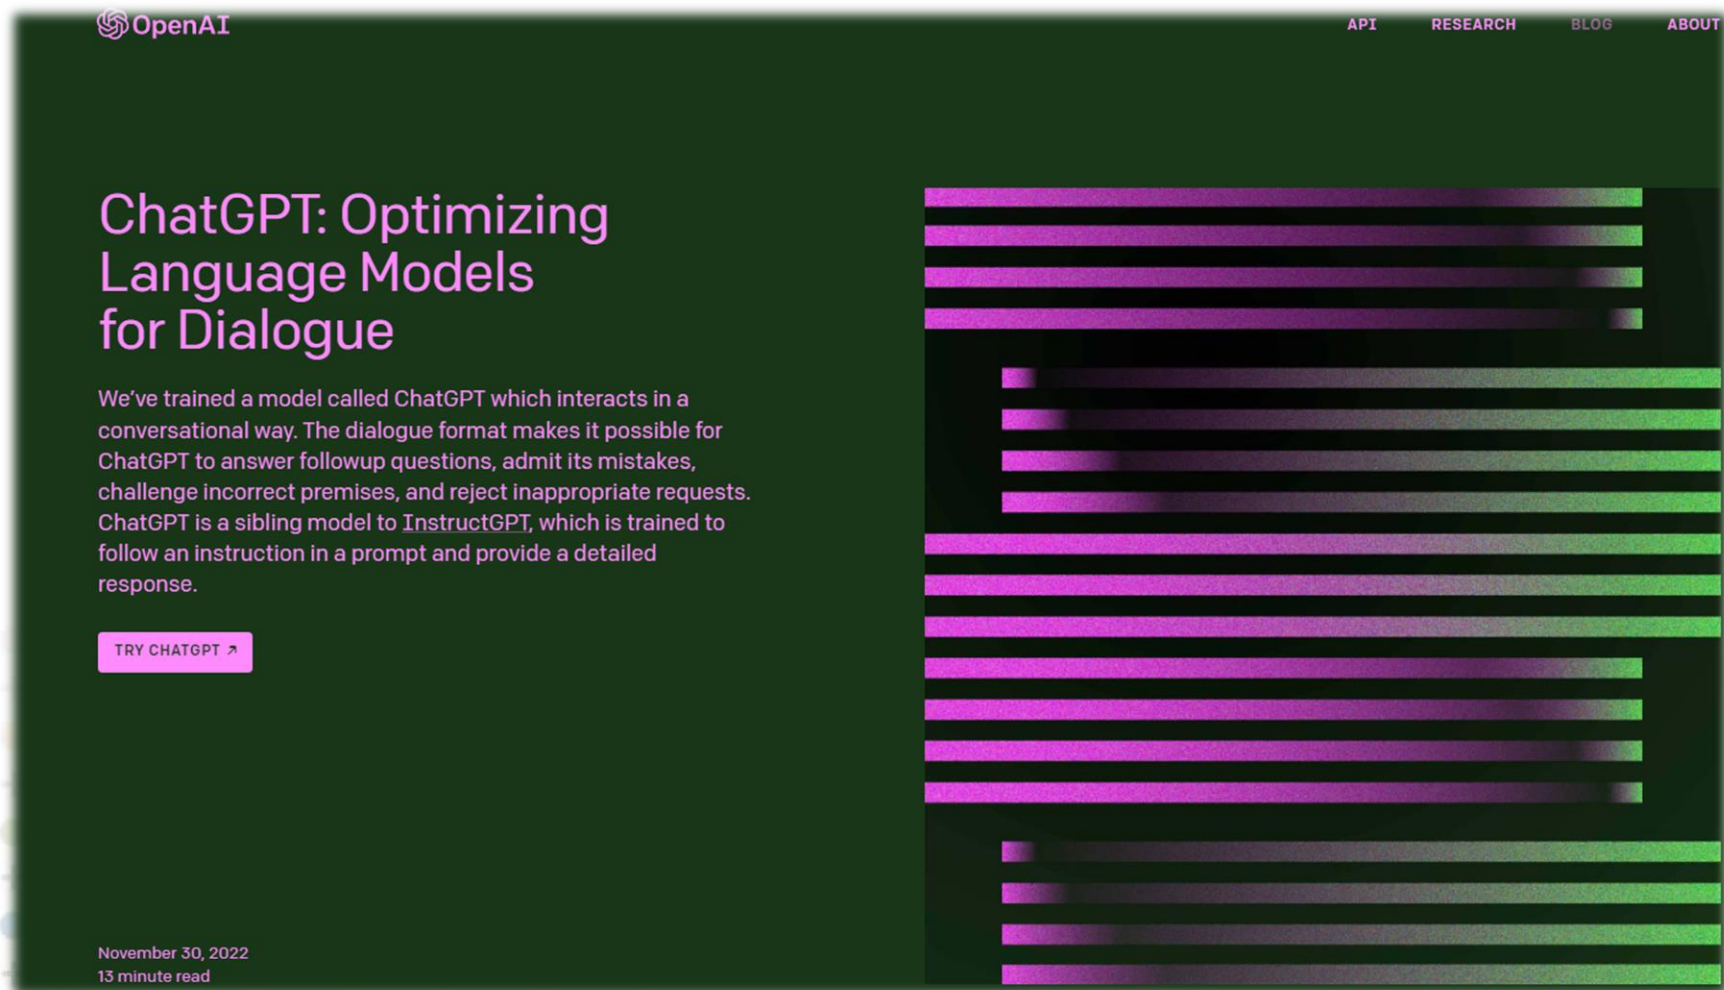 OpenAI
API RESEARCH BLOG ABOUT
ChatGPT: Optimizing
Language Models
for Dialogue
We’ve trained a model called ChatGPT which interacts in a
conversational way. The dialogue format makes it possible for
ChatGPT to answer followup questions, admit its mistakes,
challenge incorrect premises, and reject inappropriate requests.
ChatGPT is a sibling model to InstructGPT, which is trained to
follow an instruction in a prompt and provide a detailed
response.
TRY CHATGPT ↗
November 30, 2022
13 minute read